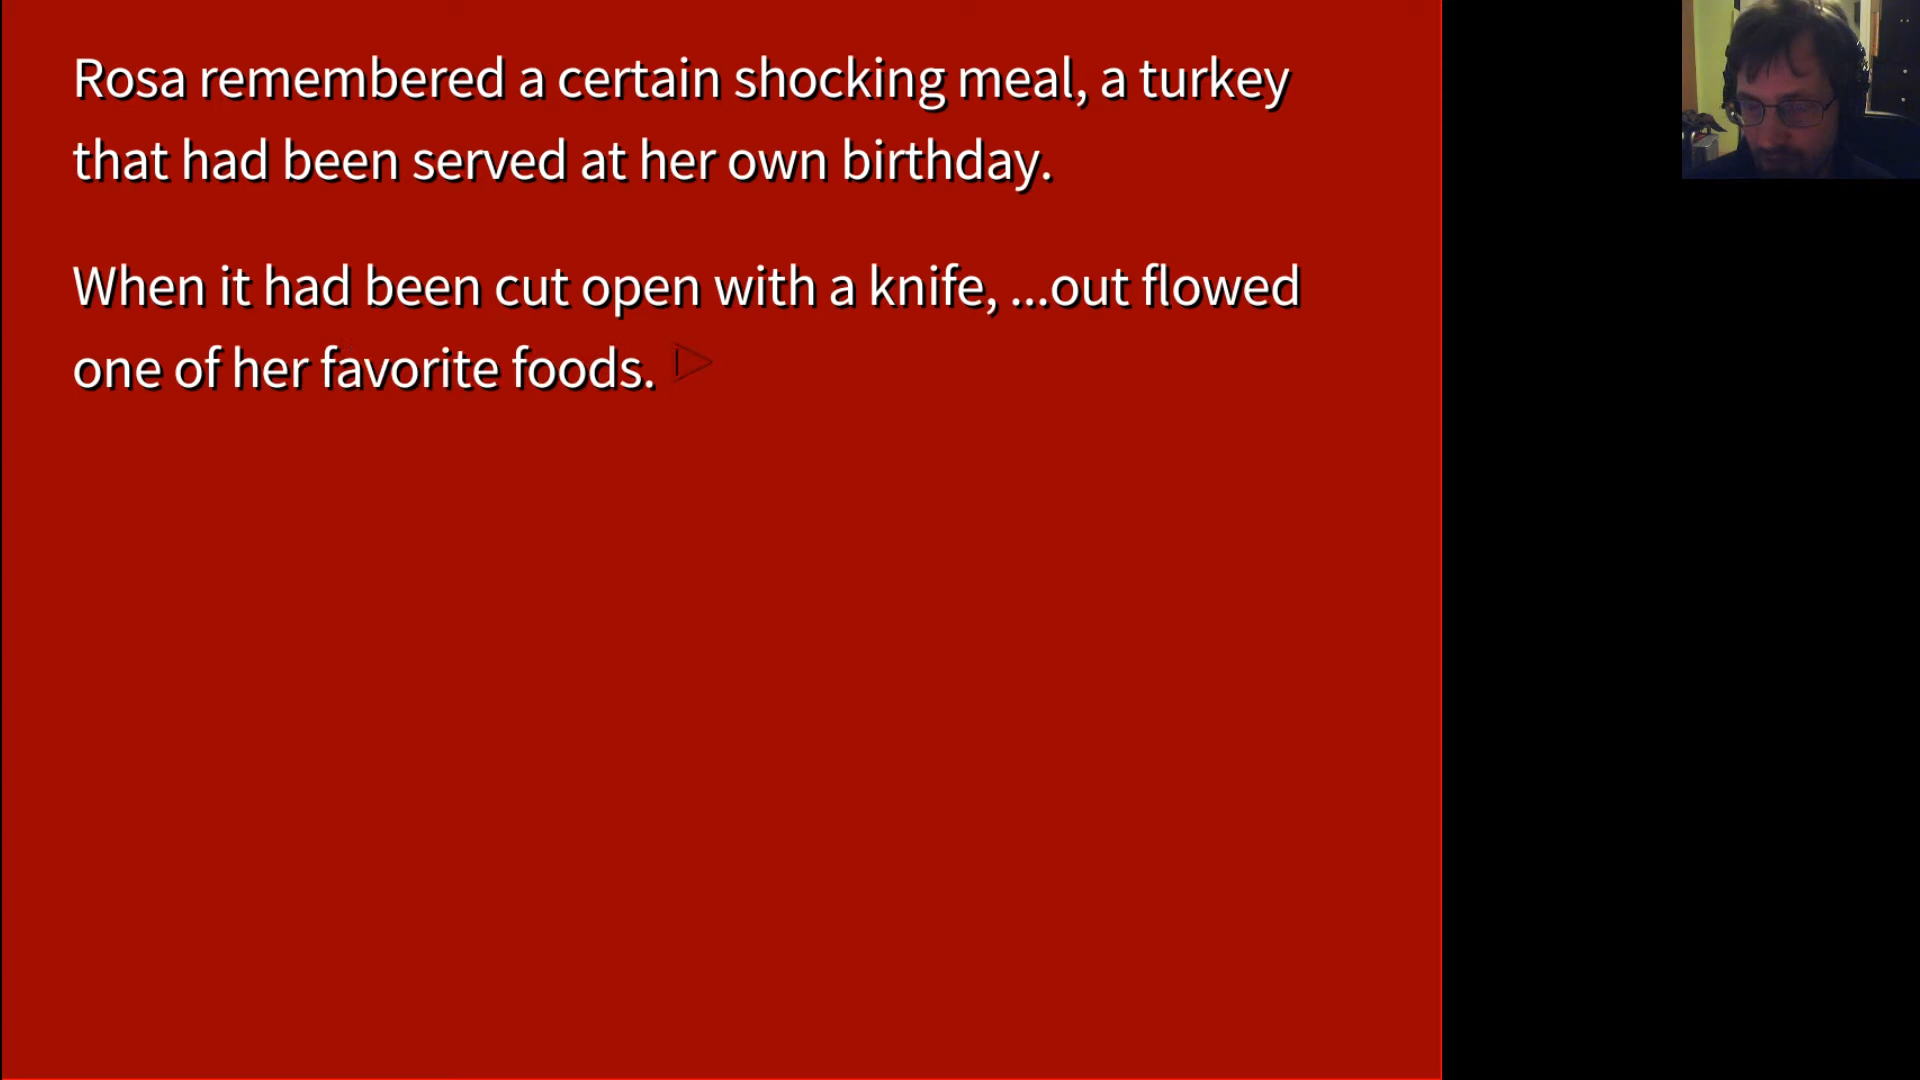 Rosa remembered a certain shocking meal, a turkey
that had been served at her own birthday.
When it had been cut open with a knife, ...out flowed
one of her favorite foods.